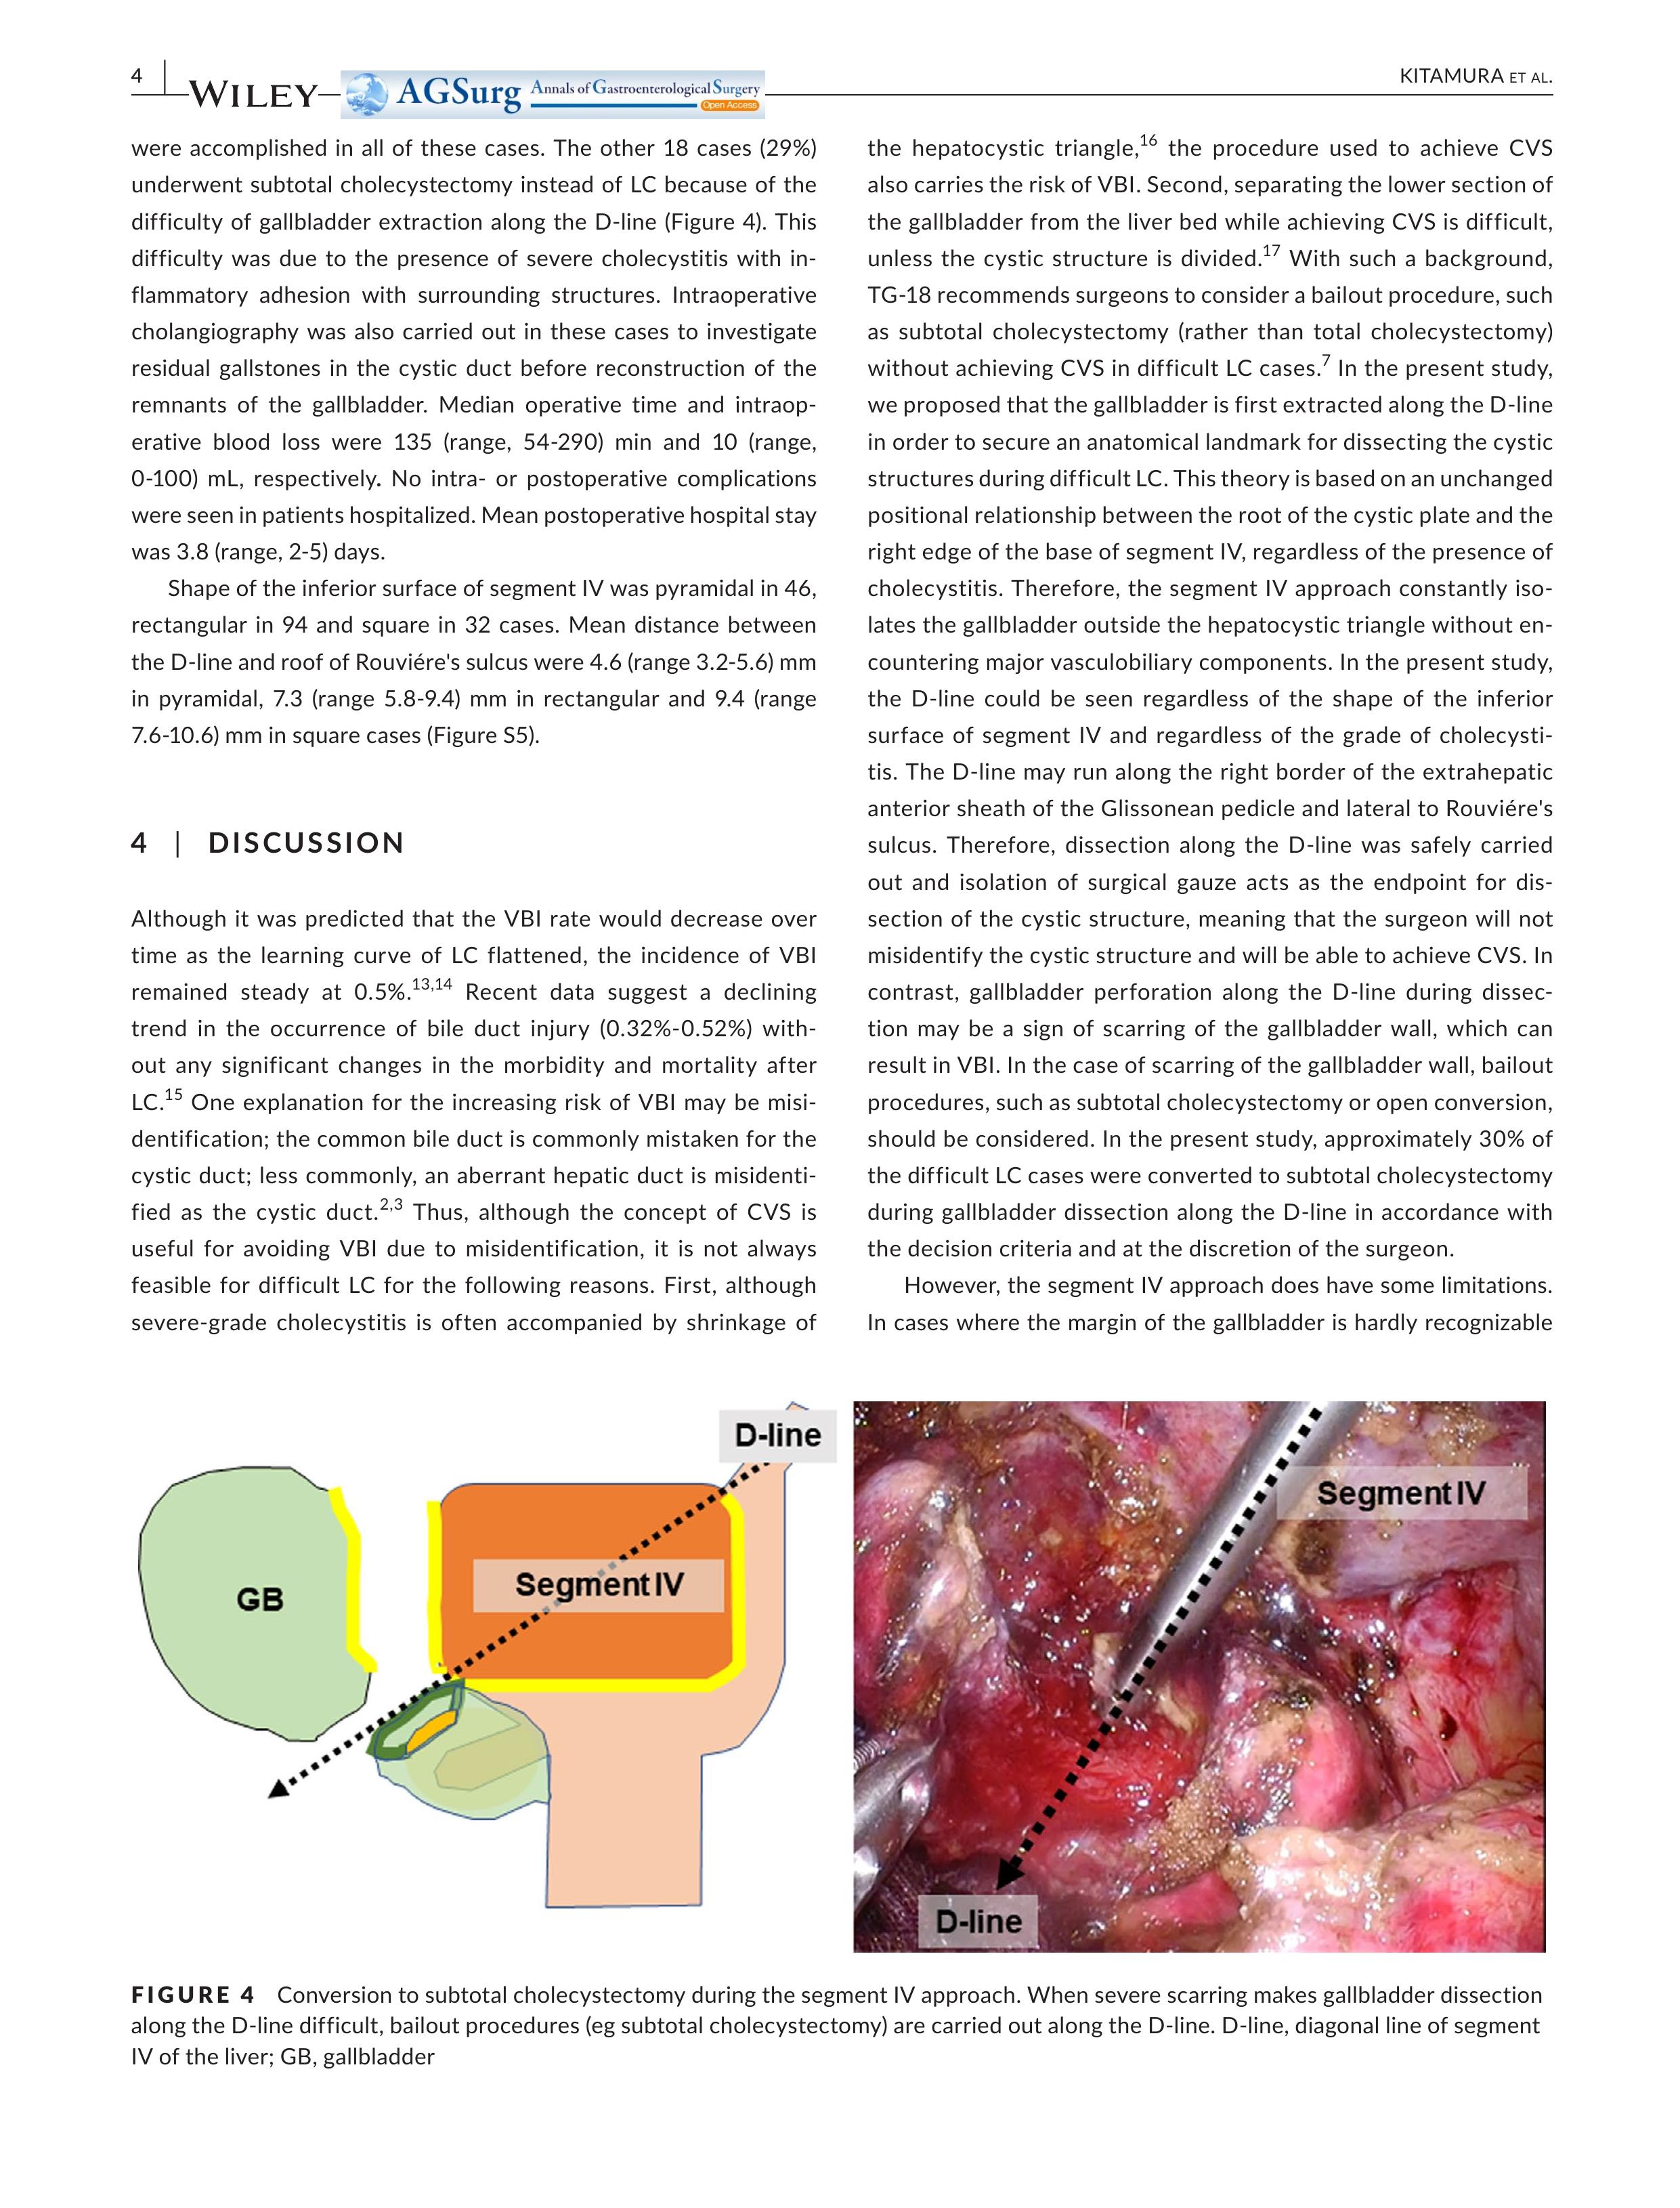 4
WILEY
AGSurg Annals of Gastroenterological Surgery
Open Access
KITAMURA ET AL.
were accomplished in all of these cases. The other 18 cases (29%)
underwent subtotal cholecystectomy instead of LC because of the
difficulty of gallbladder extraction along the D-line (Figure 4). This
difficulty was due to the presence of severe cholecystitis with in-
flammatory adhesion with surrounding structures. Intraoperative
cholangiography was also carried out in these cases to investigate
residual gallstones in the cystic duct before reconstruction of the
remnants of the gallbladder. Median operative time and intraop-
erative blood loss were 135 (range, 54-290) min and 10 (range,
0-100) mL, respectively. No intra- or postoperative complications
were seen in patients hospitalized. Mean postoperative hospital stay
was 3.8 (range, 2-5) days.
Shape of the inferior surface of segment IV was pyramidal in 46,
rectangular in 94 and square in 32 cases. Mean distance between
the D-line and roof of Rouviére's sulcus were 4.6 (range 3.2-5.6) mm
in pyramidal, 7.3 (range 5.8-9.4) mm in rectangular and 9.4 (range
7.6-10.6) mm in square cases (Figure S5).
4 | DISCUSSION
Although it was predicted that the VBI rate would decrease over
time as the learning curve of LC flattened, the incidence of VBI
remained steady at 0.5%.13,14 Recent data suggest a declining
trend in the occurrence of bile duct injury (0.32%-0.52%) with-
out any significant changes in the morbidity and mortality after
LC.15 One explanation for the increasing risk of VBI may be misi-
dentification; the common bile duct is commonly mistaken for the
cystic duct; less commonly, an aberrant hepatic duct is misidenti-
fied as the cystic duct.2,3 Thus, although the concept of CVS is
useful for avoiding VBI due to misidentification, it is not always
feasible for difficult LC for the following reasons. First, although
severe-grade cholecystitis is often accompanied by shrinkage of
the hepatocystic triangle,16 the procedure used to achieve CVS
also carries the risk of VBI. Second, separating the lower section of
the gallbladder from the liver bed while achieving CVS is difficult,
unless the cystic structure is divided.17 With such a background,
TG-18 recommends surgeons to consider a bailout procedure, such
as subtotal cholecystectomy (rather than total cholecystectomy)
without achieving CVS in difficult LC cases.7 In the present study,
we proposed that the gallbladder is first extracted along the D-line
in order to secure an anatomical landmark for dissecting the cystic
structures during difficult LC. This theory is based on an unchanged
positional relationship between the root of the cystic plate and the
right edge of the base of segment IV, regardless of the presence of
cholecystitis. Therefore, the segment IV approach constantly iso-
lates the gallbladder outside the hepatocystic triangle without en-
countering major vasculobiliary components. In the present study,
the D-line could be seen regardless of the shape of the inferior
surface of segment IV and regardless of the grade of cholecysti-
tis. The D-line may run along the right border of the extrahepatic
anterior sheath of the Glissonean pedicle and lateral to Rouviére's
sulcus. Therefore, dissection along the D-line was safely carried
out and isolation of surgical gauze acts as the endpoint for dis-
section of the cystic structure, meaning that the surgeon will not
misidentify the cystic structure and will be able to achieve CVS. In
contrast, gallbladder perforation along the D-line during dissec-
tion may be a sign of scarring of the gallbladder wall, which can
result in VBI. In the case of scarring of the gallbladder wall, bailout
procedures, such as subtotal cholecystectomy or open conversion,
should be considered. In the present study, approximately 30% of
the difficult LC cases were converted to subtotal cholecystectomy
during gallbladder dissection along the D-line in accordance with
the decision criteria and at the discretion of the surgeon.
However, the segment IV approach does have some limitations.
In cases where the margin of the gallbladder is hardly recognizable
D-line
Segment IV
GB
Segment IV
D-line
FIGURE 4 Conversion to subtotal cholecystectomy during the segment IV approach. When severe scarring makes gallbladder dissection
along the D-line difficult, bailout procedures (eg subtotal cholecystectomy) are carried out along the D-line. D-line, diagonal line of segment
IV of the liver; GB, gallbladder